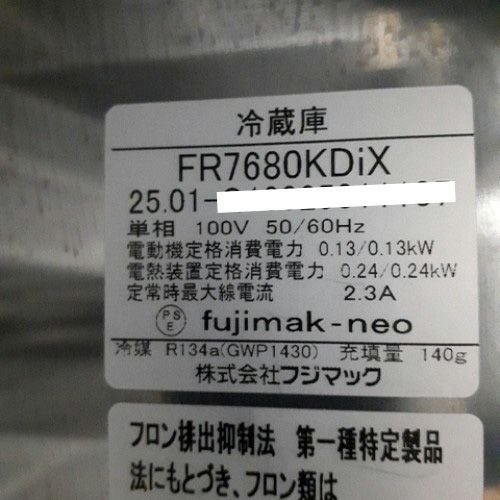 冷蔵庫
FR7680KDiX
25.01-
単相 100V 50/60Hz
電動機定格消費電力 0.13/0.13kW
電熱装置定格消費電力 0.24/0.24kW
定常時最大線電流 2.3A
PS
E fujimak-neo
冷媒 R134a(GWP1430) 充填量 140g
株式会社フジマック
フロン排出抑制法 第一種特定製品
法にもとづき、フロン類は